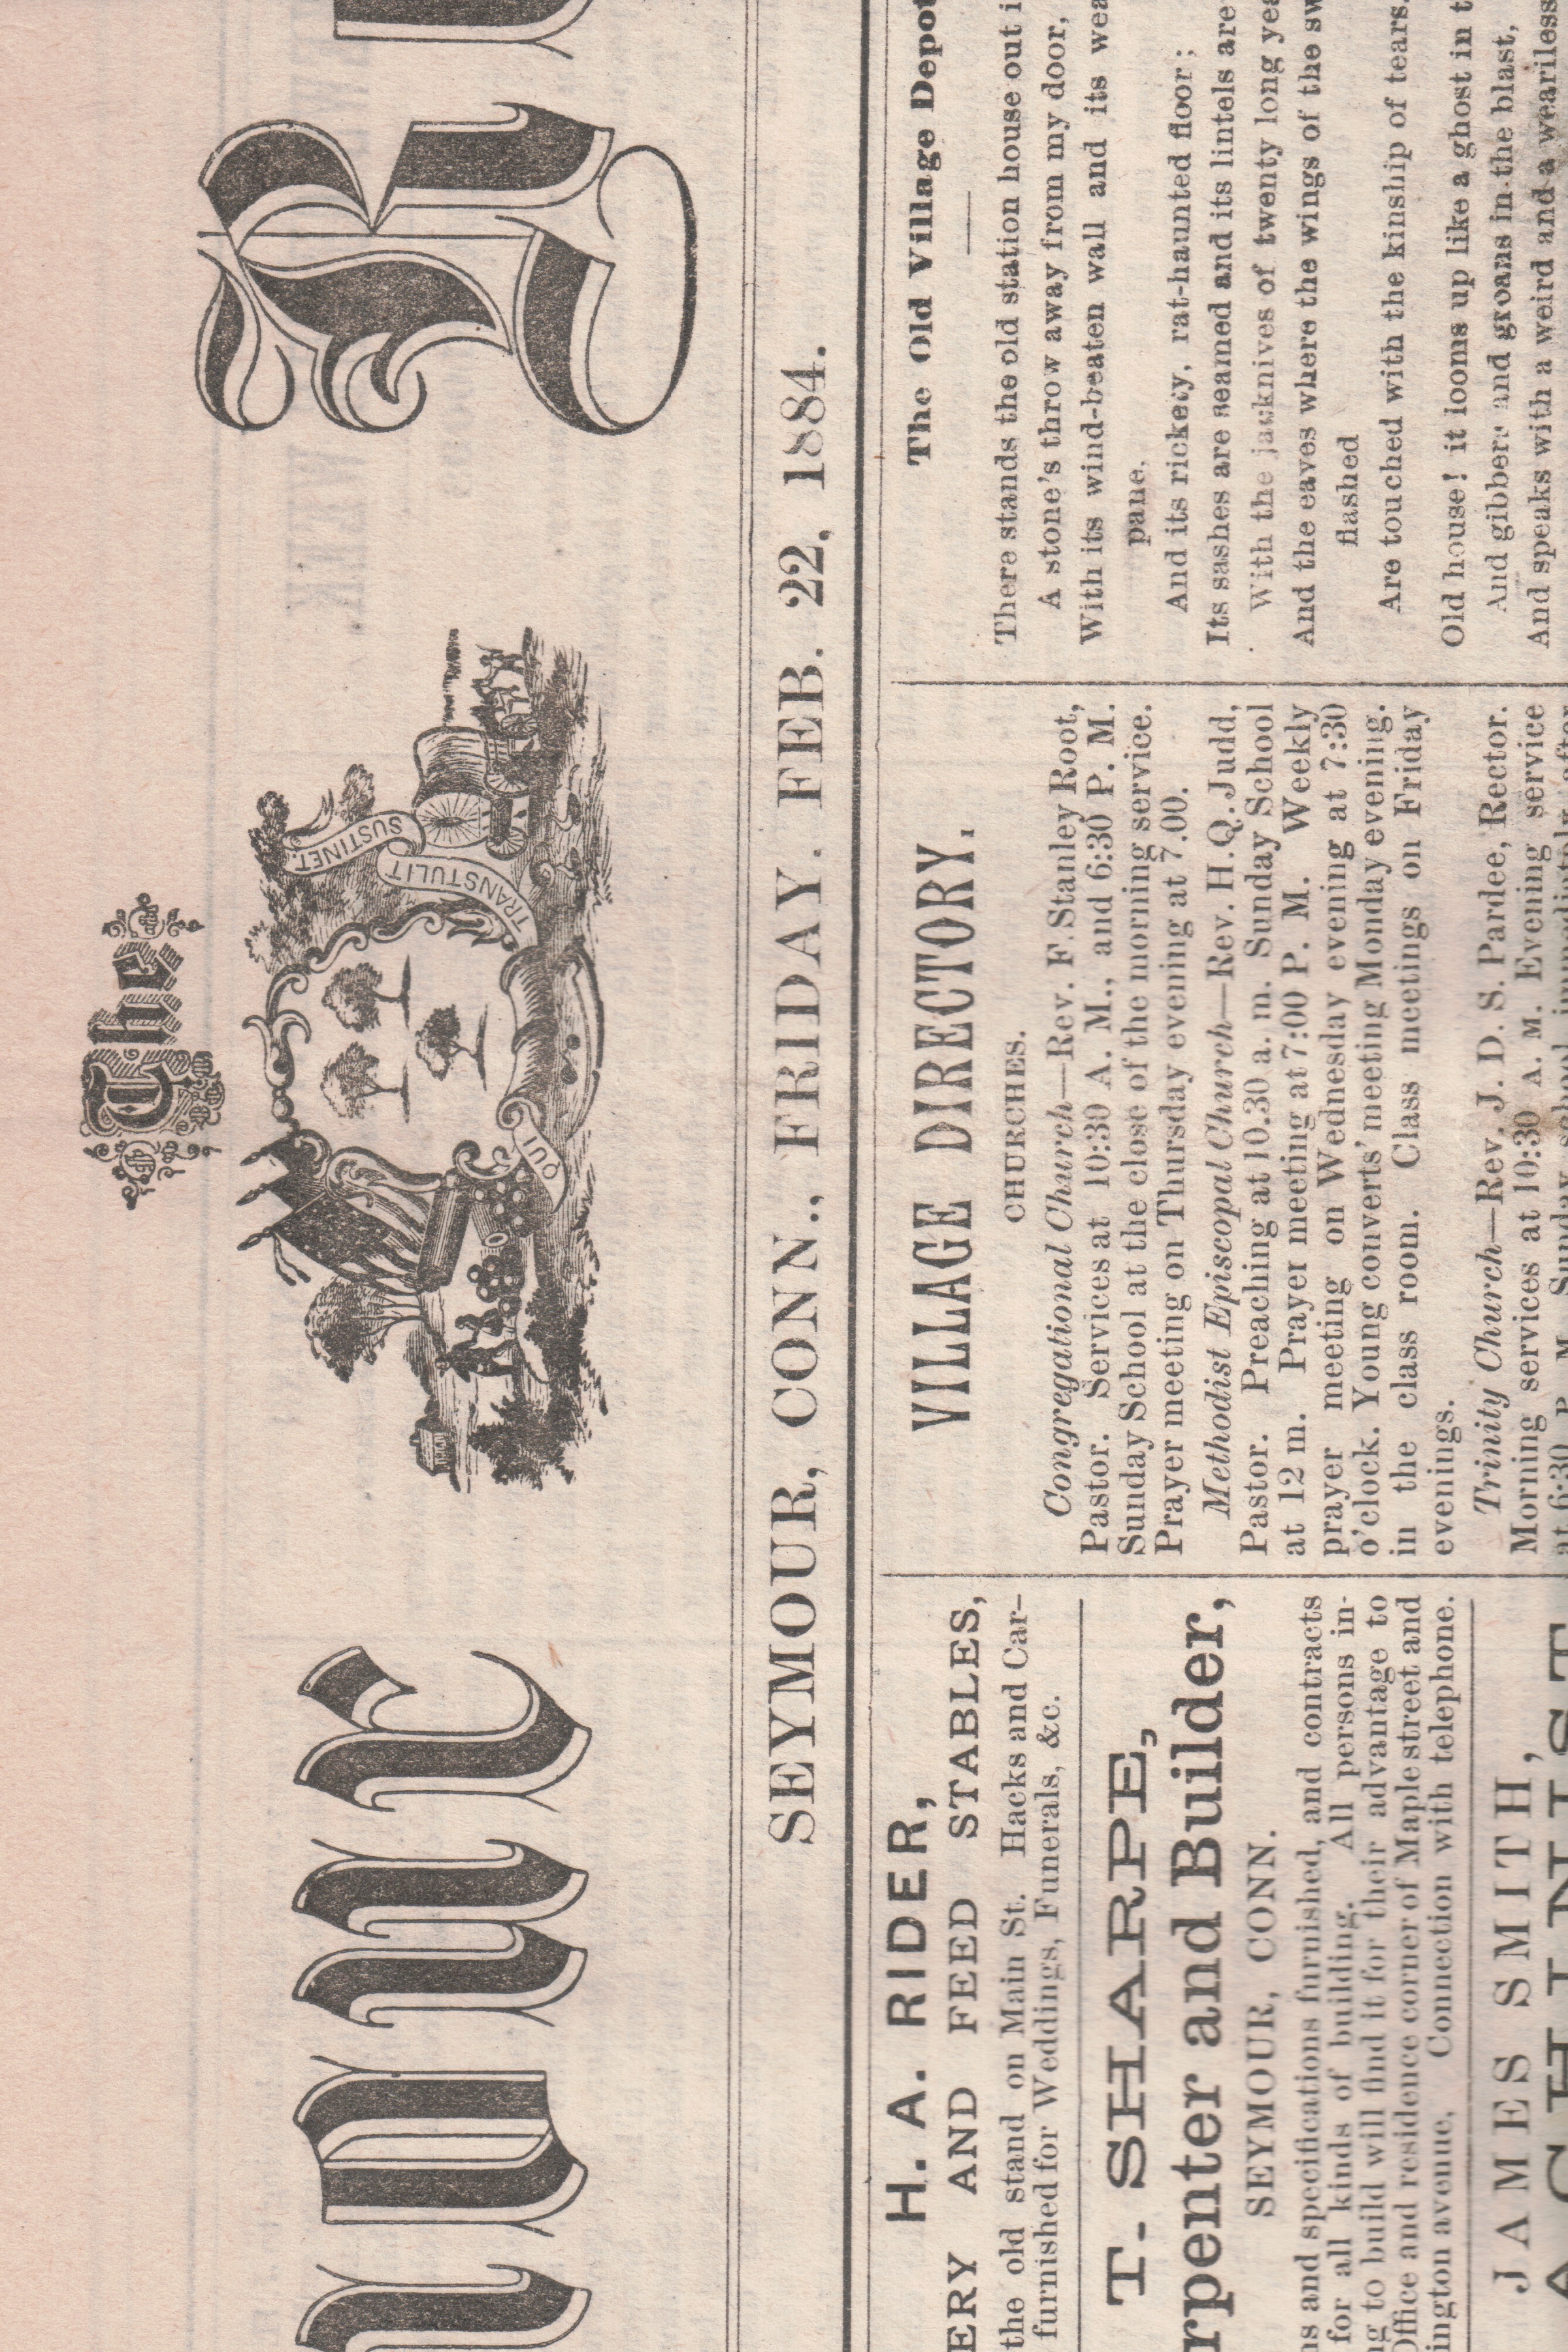 The
our R
QUI TRANSTULIT SUSTINET
SEYMOUR, CONN., FRIDAY. FEB. 22, 1884.
H. A. RIDER,
ERY AND FEED STABLES,
the old stand on Main St. Hacks and Car-
furnished for Weddings, Funerals, &c.
T. SHARPE,
rpenter and Builder,
SEYMOUR, CONN.
ns and specifications furnished, and contracts
for all kinds of building. All persons in-
ng to build will find it for their advantage to
Office and residence corner of Maple street and
ington avenue. Connection with telephone.
JAMES SMITH,
VILLAGE DIRECTORY.
CHURCHES.
Congregational Church—Rev. F. Stanley Root,
Pastor. Services at 10:30 A. M., and 6:30 P. M.
Sunday School at the close of the morning service.
Prayer meeting on Thursday evening at 7.00.
Methodist Episcopal Church—Rev. H. Q. Judd,
Pastor. Preaching at 10.30 a. m. Sunday School
at 12 m. Prayer meeting at 7:00 P. M. Weekly
prayer meeting on Wednesday evening at 7:30
o'clock. Young converts' meeting Monday evening.
in the class room. Class meetings on Friday
evenings.
Trinity Church—Rev. J. D. S. Pardee, Rector.
Morning services at 10:30 A. M. Evening service
at 6:30 P. M. Sunday school immediately after
The Old Village Depot
There stands the old station house out i
A stone's throw away from my door,
With its wind-beaten wall and its wea
pane,
And its rickety, rat-haunted floor;
Its sashes are seamed and its lintels are
With the jacknives of twenty long yea
And the eaves where the wings of the sw
flashed
Are touched with the kinship of tears.
Old house! it looms up like a ghost in t
And gibbers and groans in the blast,
And speaks with a weird and a weariless